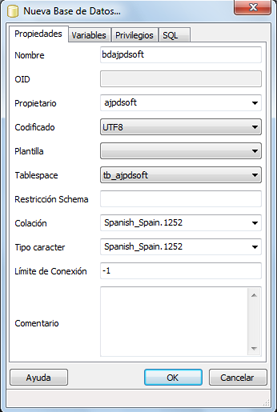 Nueva Base de Datos...
Propiedades Variables Privilegios SQL
Nombre bdajpdsoft
OID
Propietario ajpdsoft
Codificado UTF8
Plantilla
Tablespace tb_ajpdsoft
Restricción Schema
Colación Spanish_Spain.1252
Tipo caracter Spanish_Spain.1252
Límite de Conexión -1
Comentario
Ayuda OK Cancelar